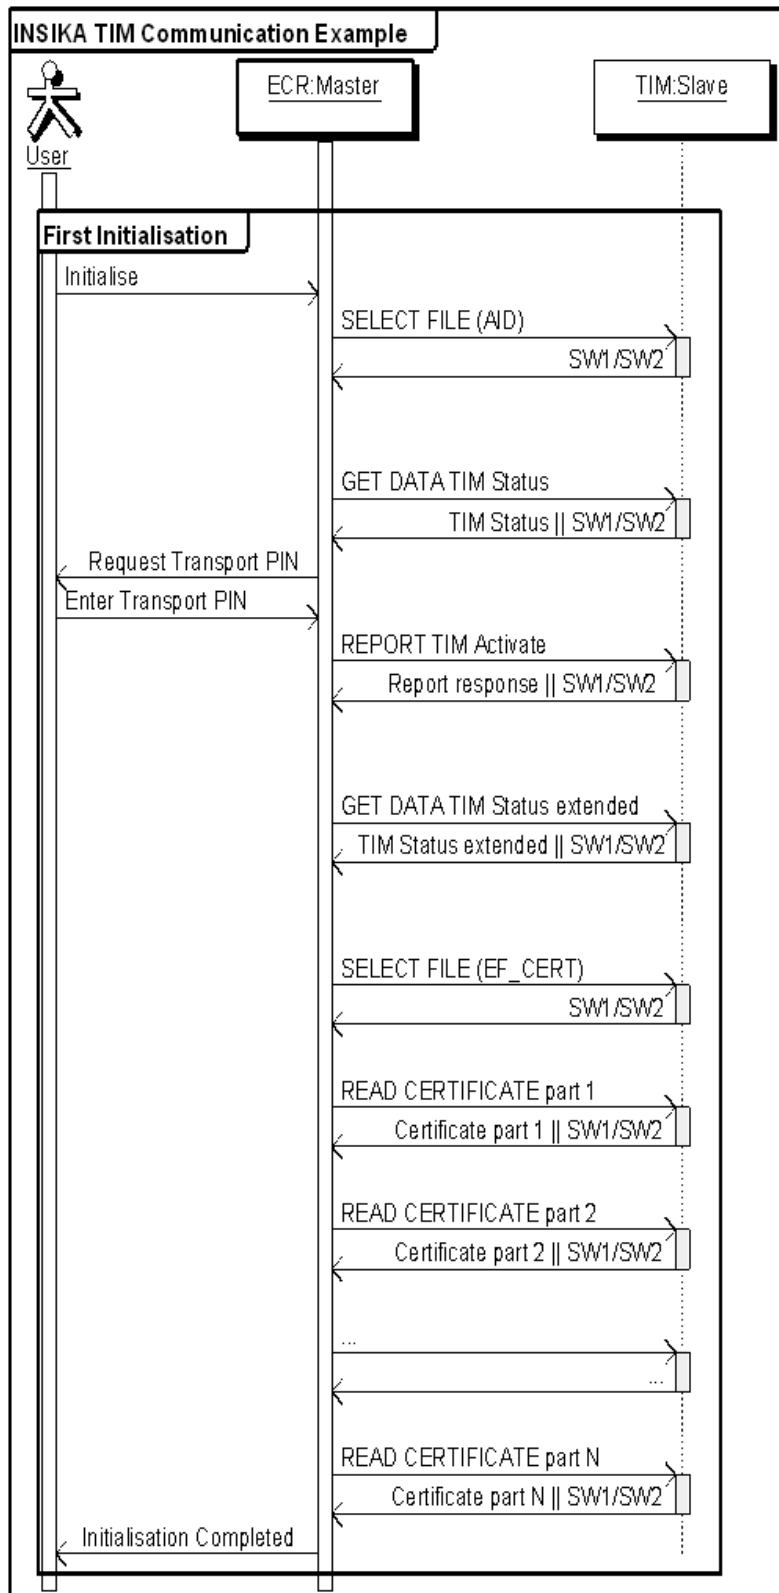 INSIKA TIM Communication Example
ECR:Master
TIM:Slave
User
First Initialisation
Initialise
SELECT FILE (AID)
SW1/SW2
GET DATA TIM Status
TIM Status || SW1/SW2
Request Transport PIN
Enter Transport PIN
REPORT TIM Activate
Report response || SW1/SW2
GET DATA TIM Status extended
TIM Status extended || SW1/SW2
SELECT FILE (EF_CERT)
SW1/SW2
READ CERTIFICATE part 1
Certificate part 1 || SW1/SW2
READ CERTIFICATE part 2
Certificate part 2 || SW1/SW2
...
...
READ CERTIFICATE part N
Certificate part N || SW1/SW2
Initialisation Completed